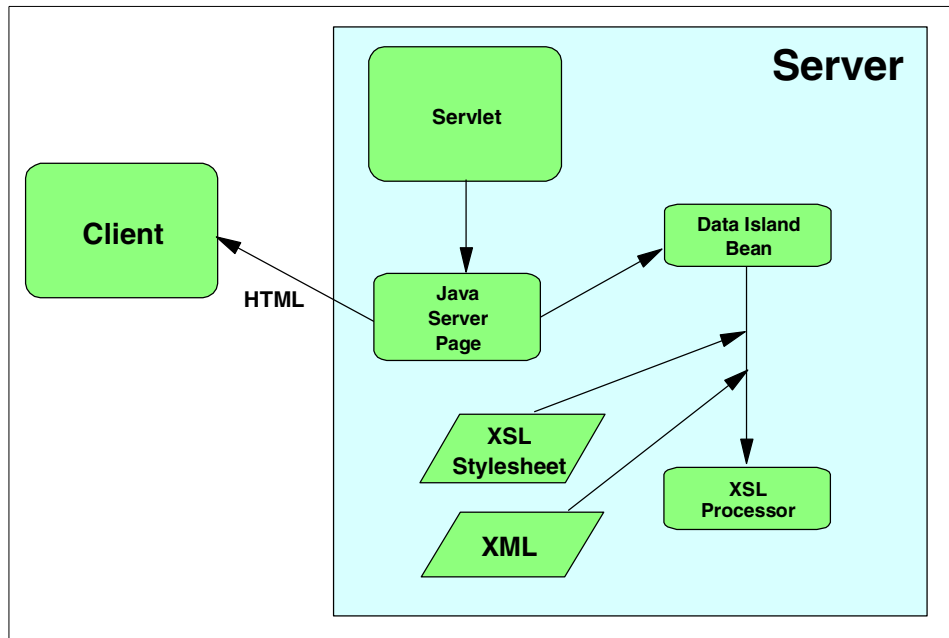 Server
Servlet
Client
Data Island
Bean
HTML
Java
Server
Page
XSL
Stylesheet
XSL
Processor
XML